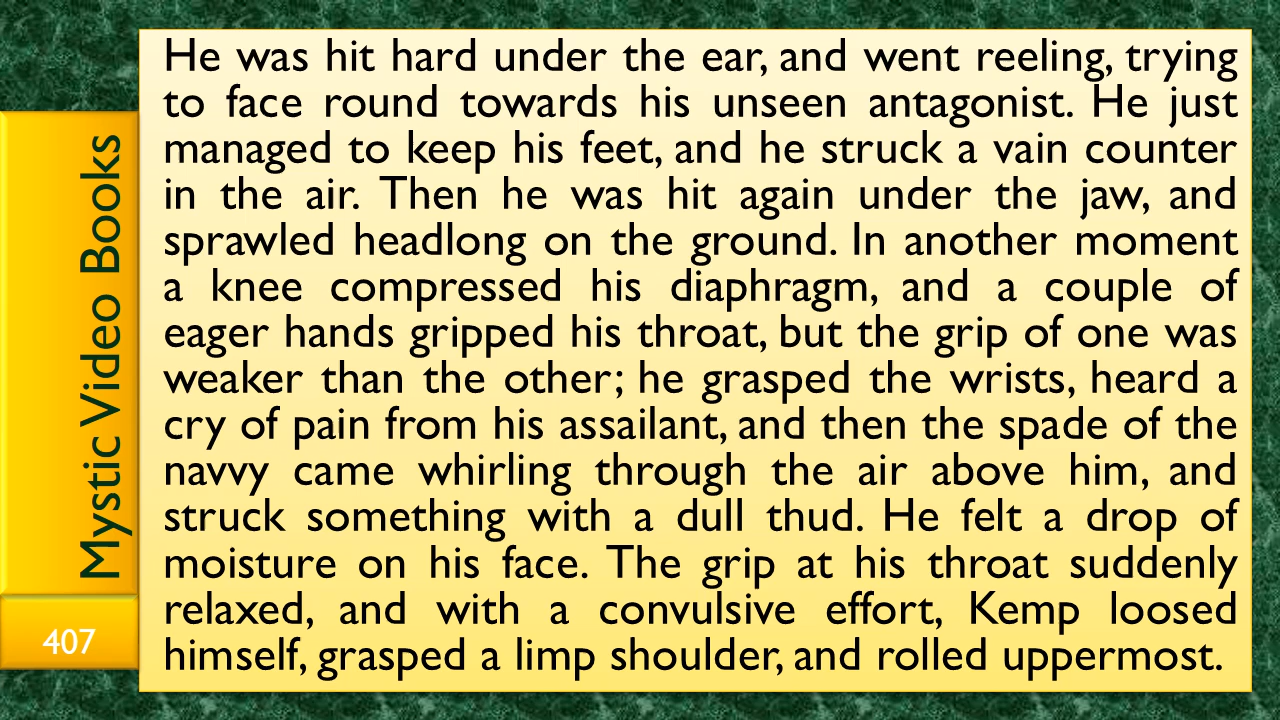 He was hit hard under the ear, and went reeling, trying
to face round towards his unseen antagonist. He just
managed to keep his feet, and he struck a vain counter
in the air. Then he was hit again under the jaw, and
sprawled headlong on the ground. In another moment
a knee compressed his diaphragm, and a couple of
eager hands gripped his throat, but the grip of one was
weaker than the other; he grasped the wrists, heard a
cry of pain from his assailant, and then the spade of the
navvy came whirling through the air above him, and
struck something with a dull thud. He felt a drop of
moisture on his face. The grip at his throat suddenly
relaxed, and with a convulsive effort, Kemp loosed
himself, grasped a limp shoulder, and rolled uppermost.
Mystic Video Books
407